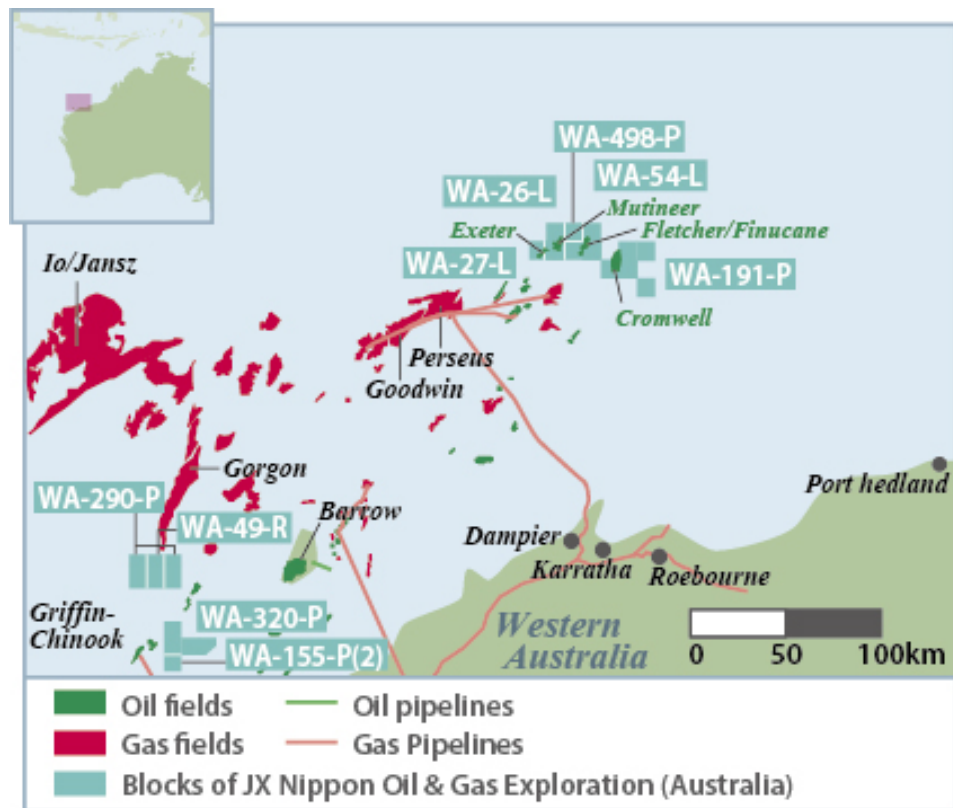 WA-498-P
WA-26-L
WA-54-L
Mutineer
Exeter
Fletcher/Finucane
WA-27-L
WA-191-P
Io/Jansz
Cromwell
Perseus
Goodwin
Gorgon
Port hedland
WA-290-P
WA-49-R
Barrow
Dampier
Karratha
Roebourne
Griffin-
Chinook
WA-320-P
WA-155-P(2)
Western
Australia
0 50 100km
Oil fields
Oil pipelines
Gas fields
Gas Pipelines
Blocks of JX Nippon Oil & Gas Exploration (Australia)